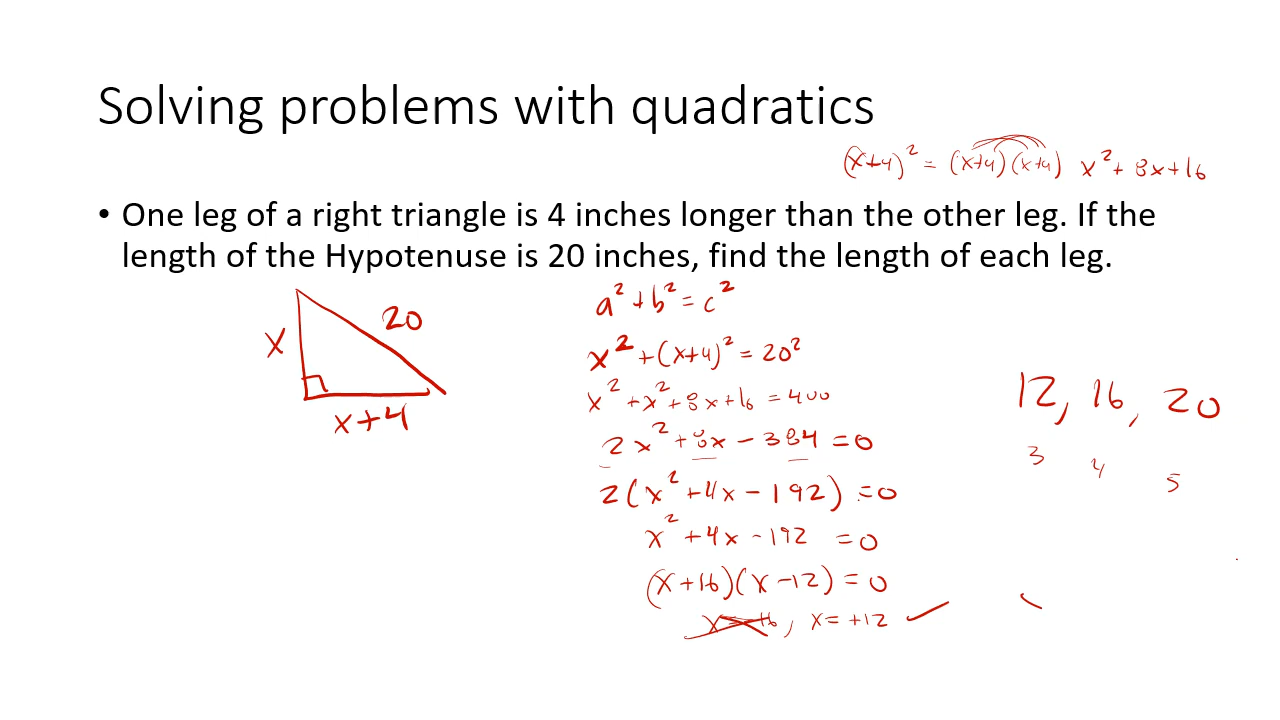 Solving problems with quadratics
(x+4)² = (x+4)(x+4) x² + 8x + 16
• One leg of a right triangle is 4 inches longer than the other leg. If the
length of the Hypotenuse is 20 inches, find the length of each leg.
a² + b² = c²
20
x
x+4
x² + (x+4)² = 20²
x² + x² + 8x + 16 = 400
2x² + 8x − 384 = 0
2(x² + 4x − 192) = 0
x² + 4x − 192 = 0
(x + 16)(x − 12) = 0
x = -16, x = +12
12, 16, 20
3 4 5